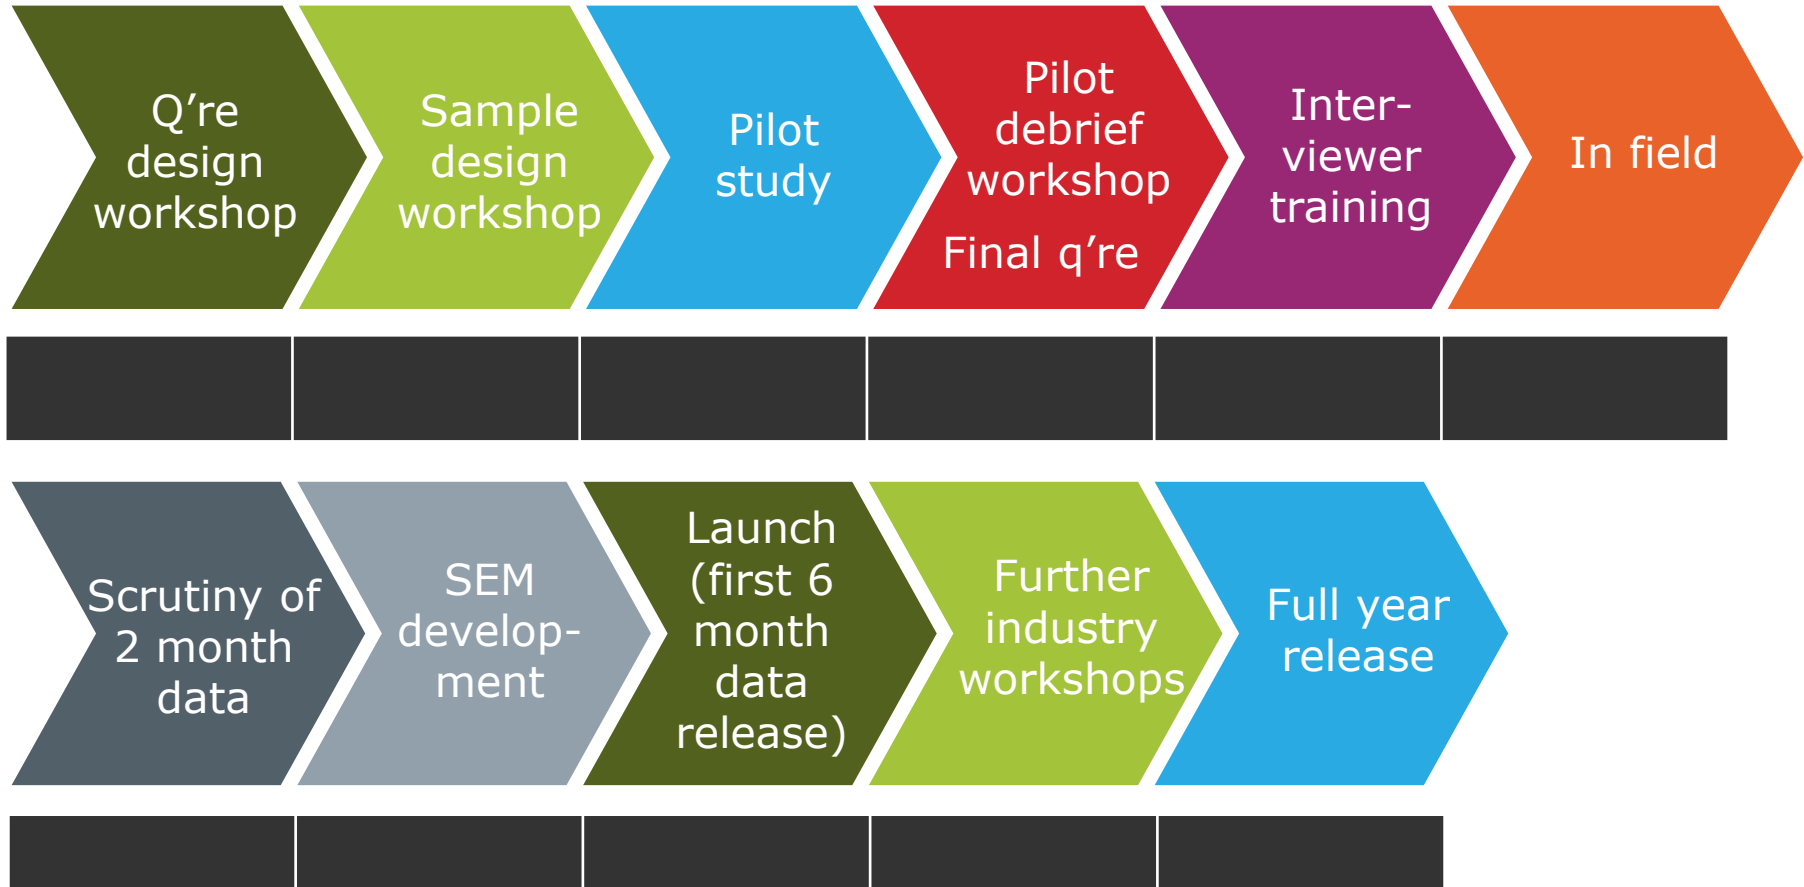 Q’re
design
workshop
Sample
design
workshop
Pilot
study
Pilot
debrief
workshop
Final q’re
Inter-
viewer
training
In field
Scrutiny of
2 month
data
SEM
develop-
ment
Launch
(first 6
month
data
release)
Further
industry
workshops
Full year
release